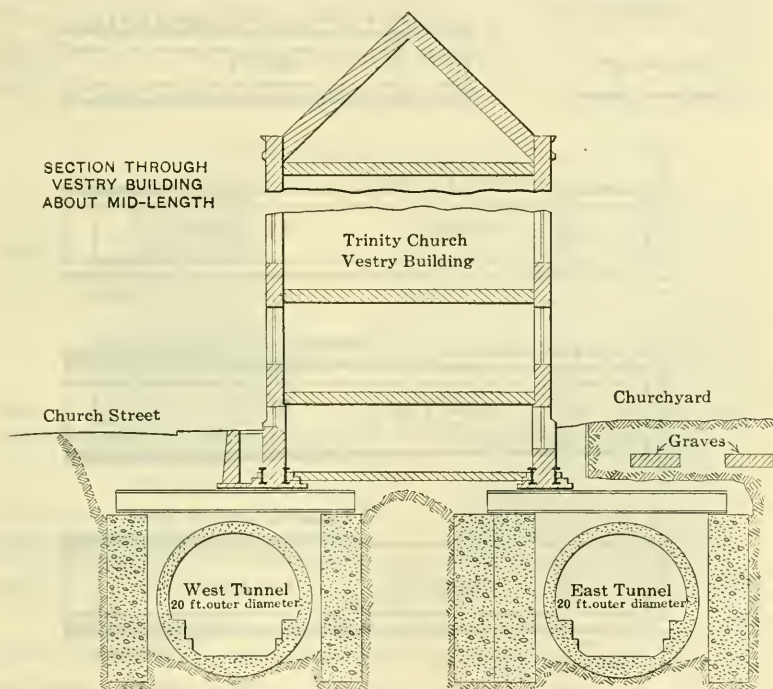 SECTION THROUGH
VESTRY BUILDING
ABOUT MID-LENGTH
Trinity Church
Vestry Building
Church Street
Churchyard
Graves
West Tunnel
20 ft.outer diameter
East Tunnel
20 ft.outer diameter